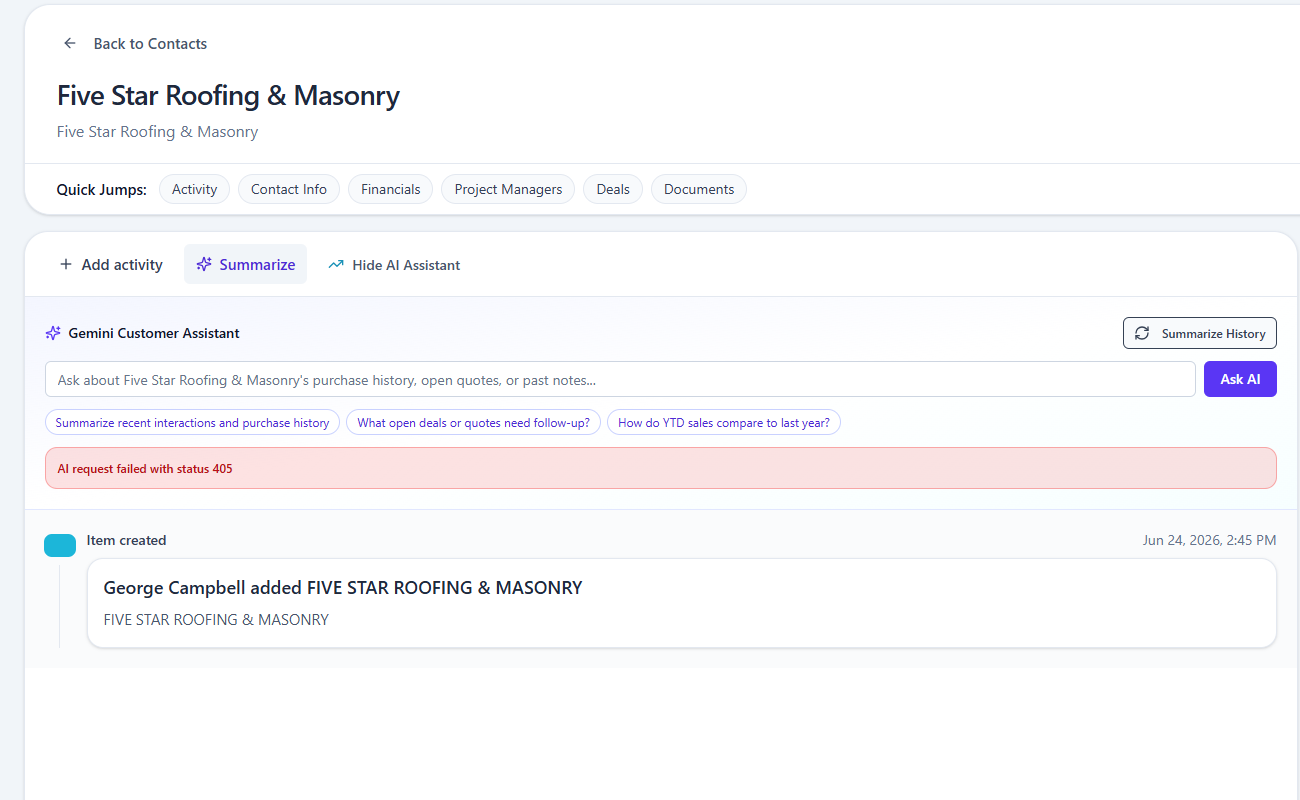 Back to Contacts
Five Star Roofing & Masonry
Five Star Roofing & Masonry
Quick Jumps: Activity Contact Info Financials Project Managers Deals Documents
Add activity Summarize Hide AI Assistant
Gemini Customer Assistant Summarize History
Ask about Five Star Roofing & Masonry's purchase history, open quotes, or past notes... Ask AI
Summarize recent interactions and purchase history What open deals or quotes need follow-up? How do YTD sales compare to last year?
AI request failed with status 405
Item created Jun 24, 2026, 2:45 PM
George Campbell added FIVE STAR ROOFING & MASONRY
FIVE STAR ROOFING & MASONRY